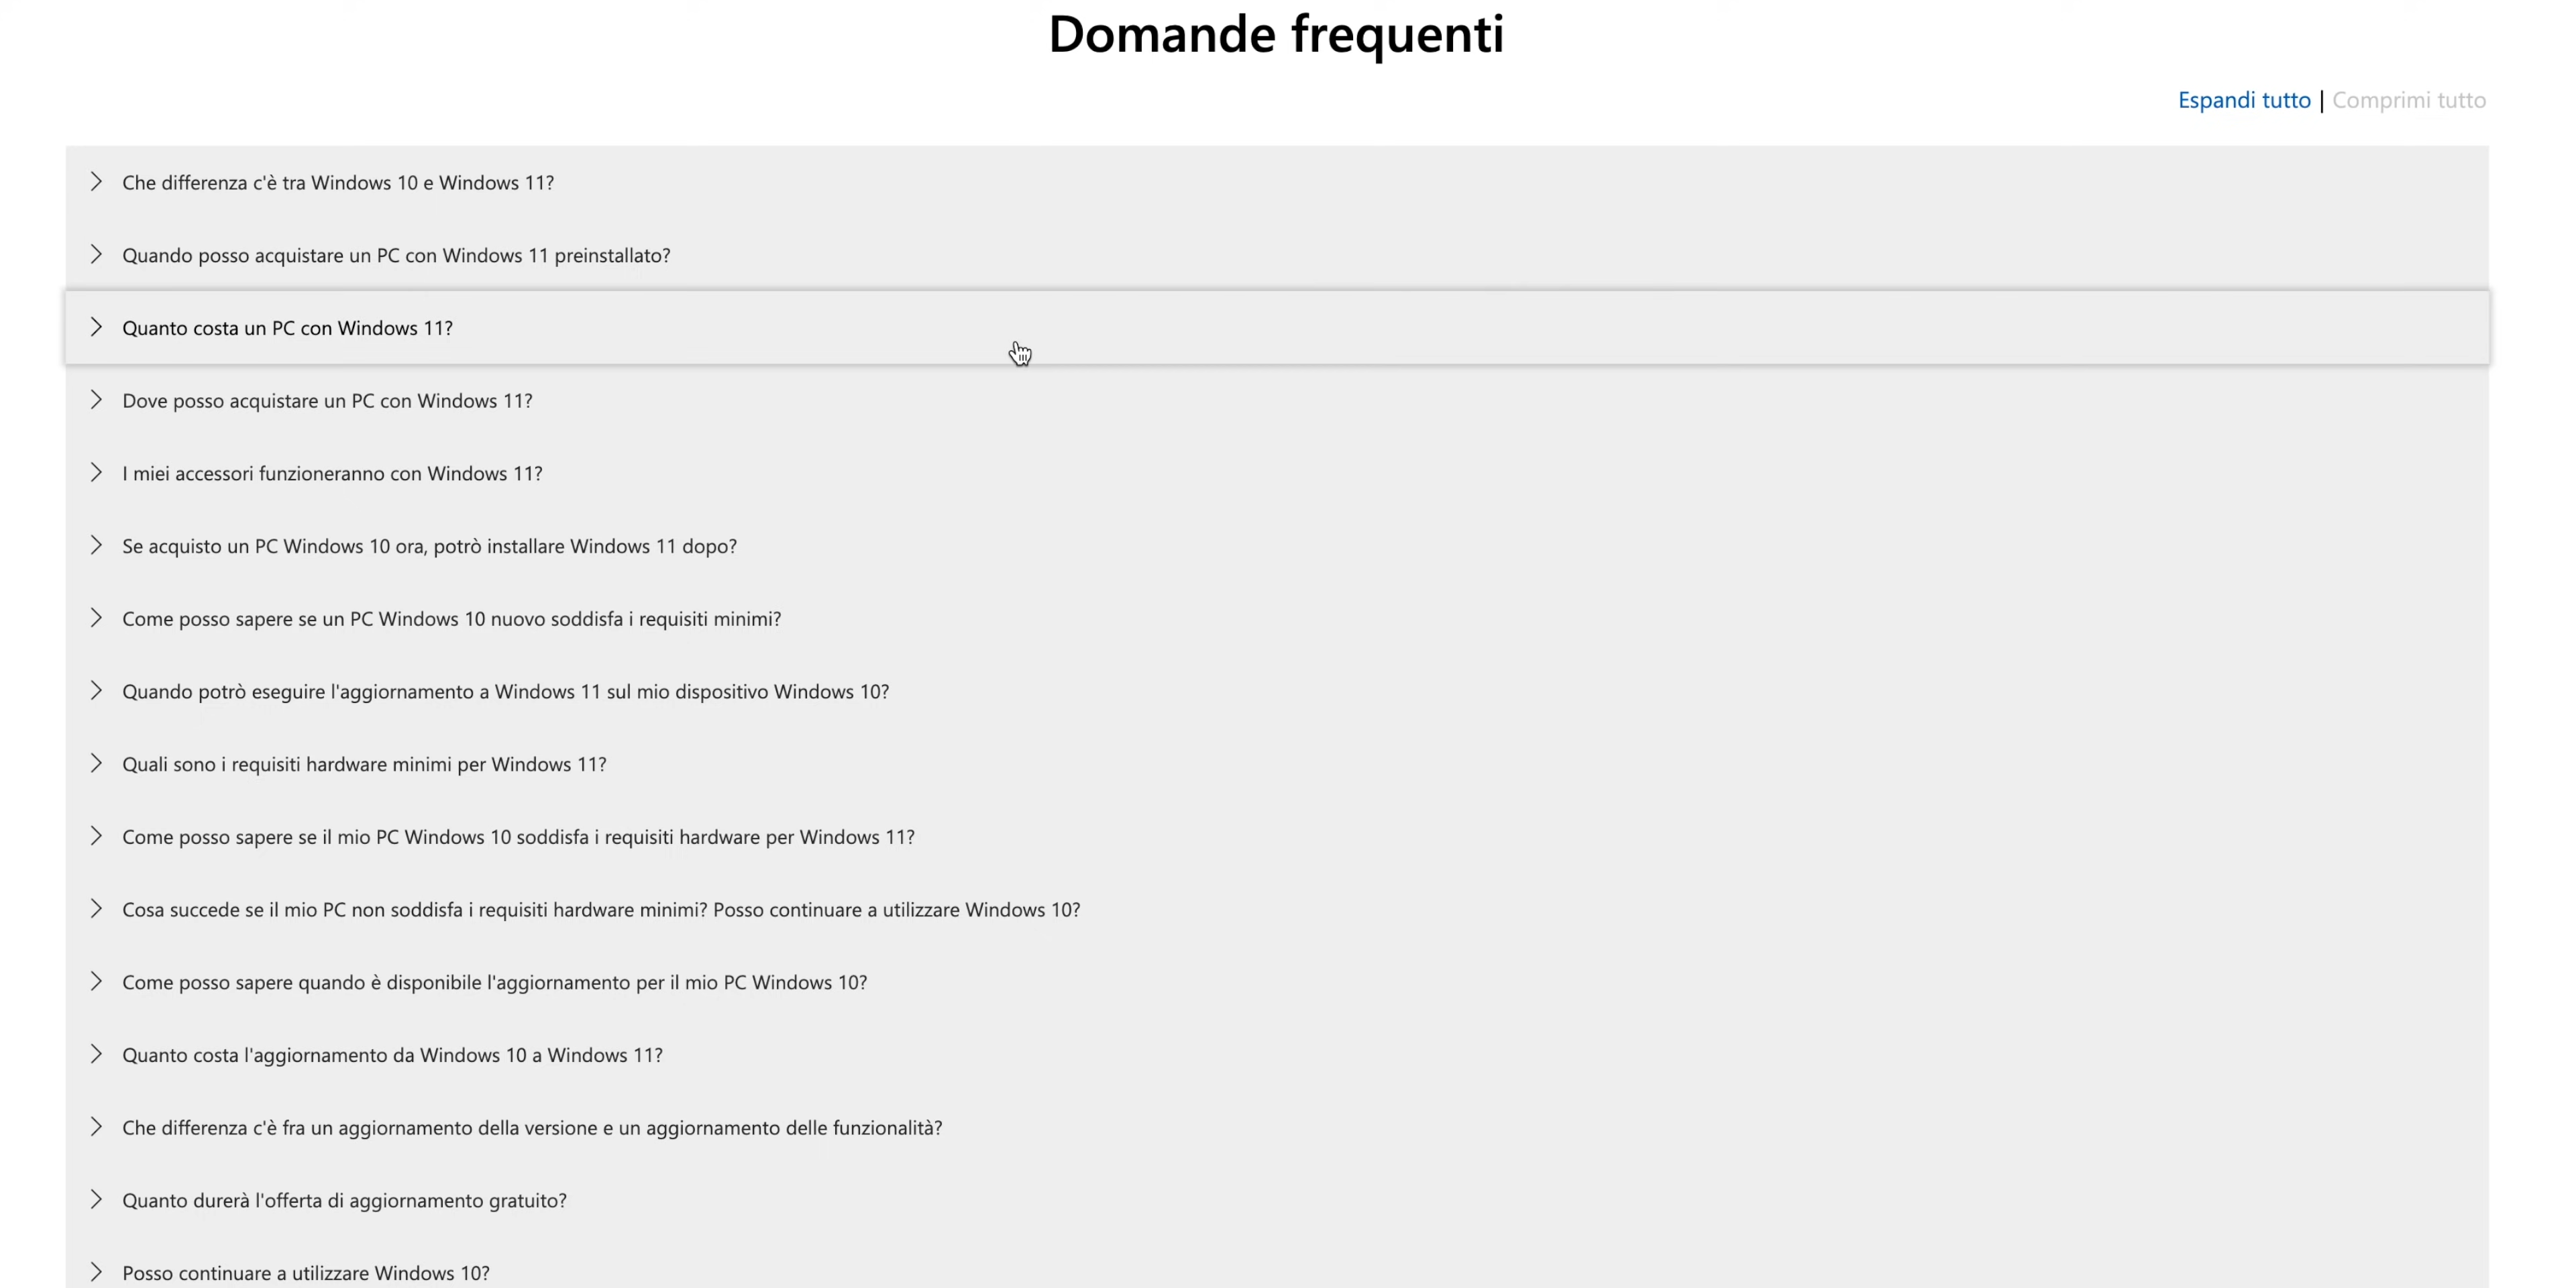 Domande frequenti
Espandi tutto | Comprimi tutto
Che differenza c'è tra Windows 10 e Windows 11?
Quando posso acquistare un PC con Windows 11 preinstallato?
Quanto costa un PC con Windows 11?
Dove posso acquistare un PC con Windows 11?
I miei accessori funzioneranno con Windows 11?
Se acquisto un PC Windows 10 ora, potrò installare Windows 11 dopo?
Come posso sapere se un PC Windows 10 nuovo soddisfa i requisiti minimi?
Quando potrò eseguire l'aggiornamento a Windows 11 sul mio dispositivo Windows 10?
Quali sono i requisiti hardware minimi per Windows 11?
Come posso sapere se il mio PC Windows 10 soddisfa i requisiti hardware per Windows 11?
Cosa succede se il mio PC non soddisfa i requisiti hardware minimi? Posso continuare a utilizzare Windows 10?
Come posso sapere quando è disponibile l'aggiornamento per il mio PC Windows 10?
Quanto costa l'aggiornamento da Windows 10 a Windows 11?
Che differenza c'è fra un aggiornamento della versione e un aggiornamento delle funzionalità?
Quanto durerà l'offerta di aggiornamento gratuito?
Posso continuare a utilizzare Windows 10?